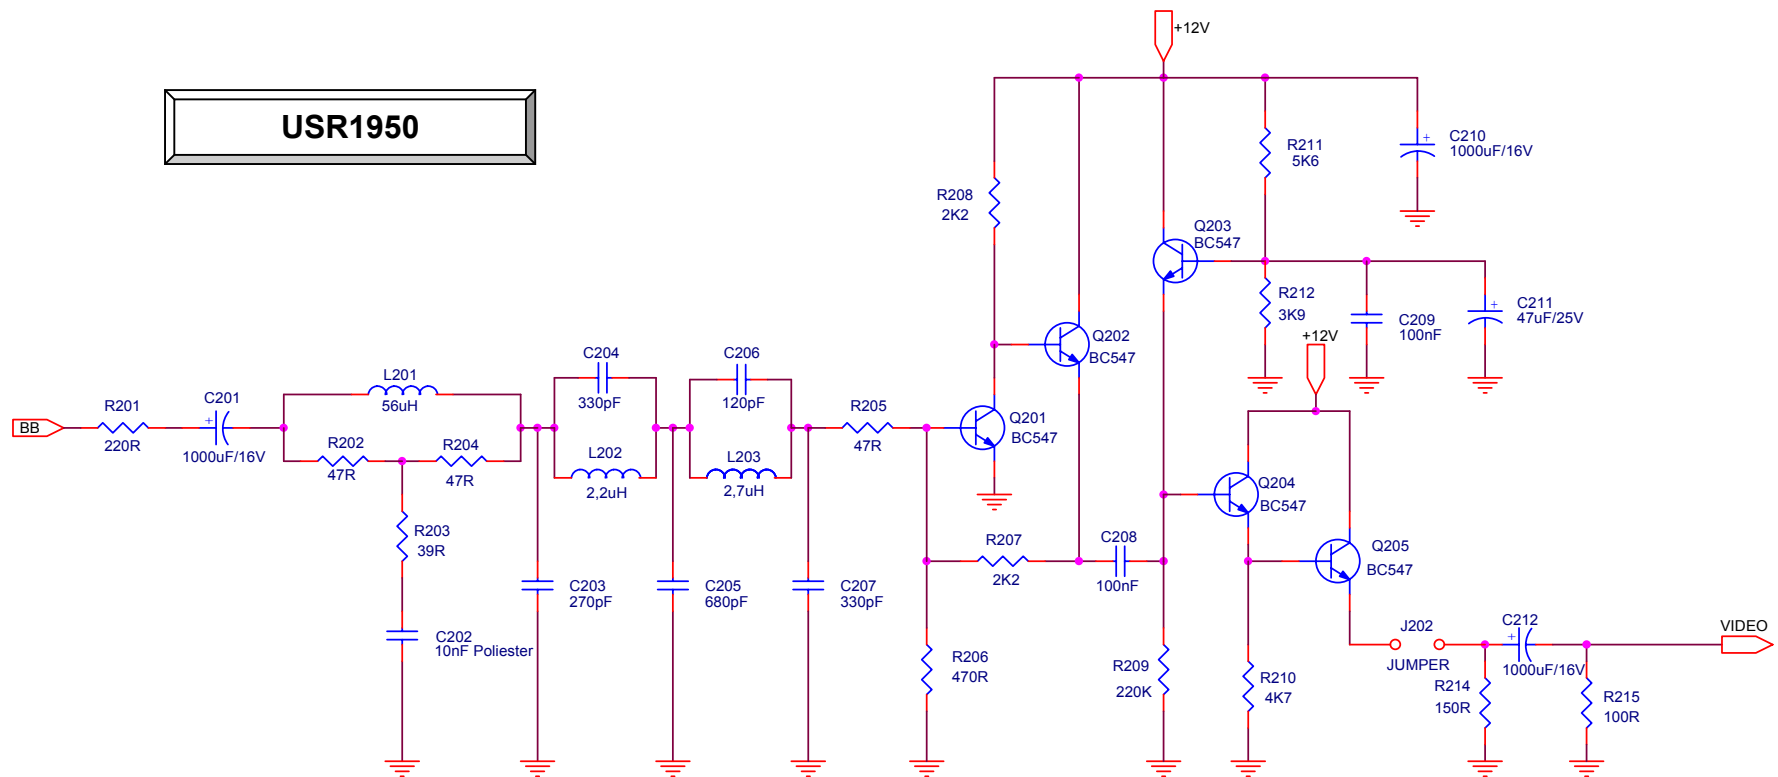 +12V
USR1950
R211
5K6
C210
1000uF/16V
R208
2K2
Q203
BC547
R212
3K9
C209
100nF
C211
47uF/25V
+12V
Q202
BC547
C204
330pF
C206
120pF
L201
56uH
C201
1000uF/16V
R201
220R
BB
R202
47R
R204
47R
L202
2,2uH
L203
2,7uH
R205
47R
Q201
BC547
Q204
BC547
R203
39R
R207
2K2
C208
100nF
Q205
BC547
C203
270pF
C205
680pF
C207
330pF
C202
10nF Poliester
R206
470R
R209
220K
R210
4K7
J202
JUMPER
C212
1000uF/16V
VIDEO
R214
150R
R215
100R